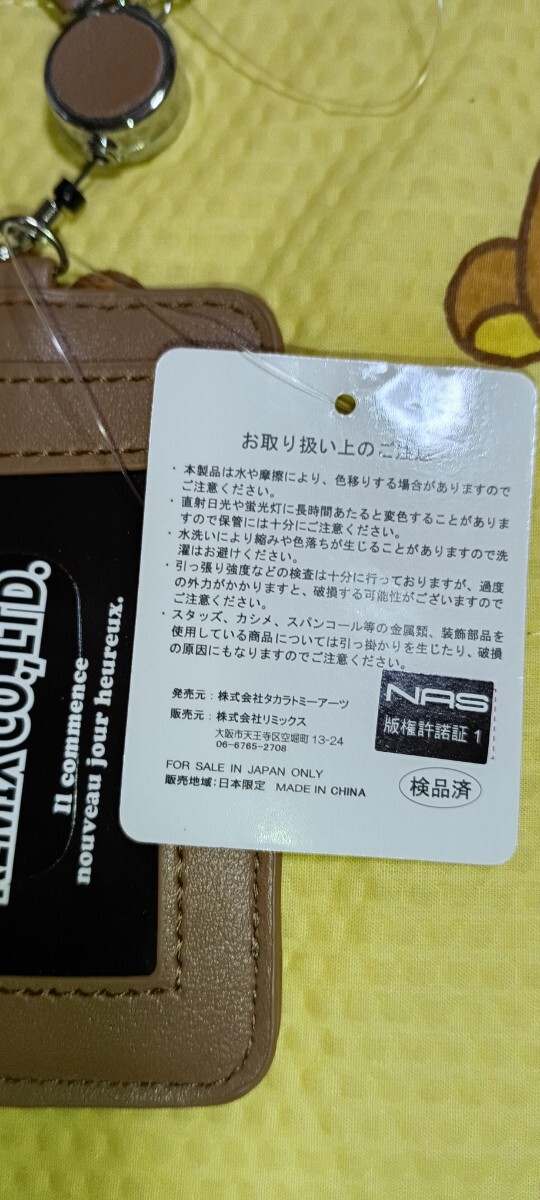 お取り扱い上のご注意
・本製品は水や摩擦により、色移りする場合がありますので
ご注意ください。
・直射日光や蛍光灯に長時間あたると変色することがありま
すので保管には十分にご注意ください。
・水洗いにより縮みや色落ちが生じることがありますので洗
濯はお避けください。
・引っ張り強度などの検査は十分に行っておりますが、過度
の外力がかかりますと、破損する可能性がございますので
ご注意ください。
・スタッズ、カシメ、スパンコール等の金属類、装飾部品を
使用している商品については引っ掛かりを生じたり、破損
の原因にもなりますのでご注意ください。
発売元：株式会社タカラトミーアーツ
販売元：株式会社リミックス
大阪市天王寺区空堀町 13-24
06-6765-2708
FOR SALE IN JAPAN ONLY
販売地域：日本限定 MADE IN CHINA
NAS
版権許諾証 1
検品済
CO.,LTD.
Il commence
nouveau jour heureux.